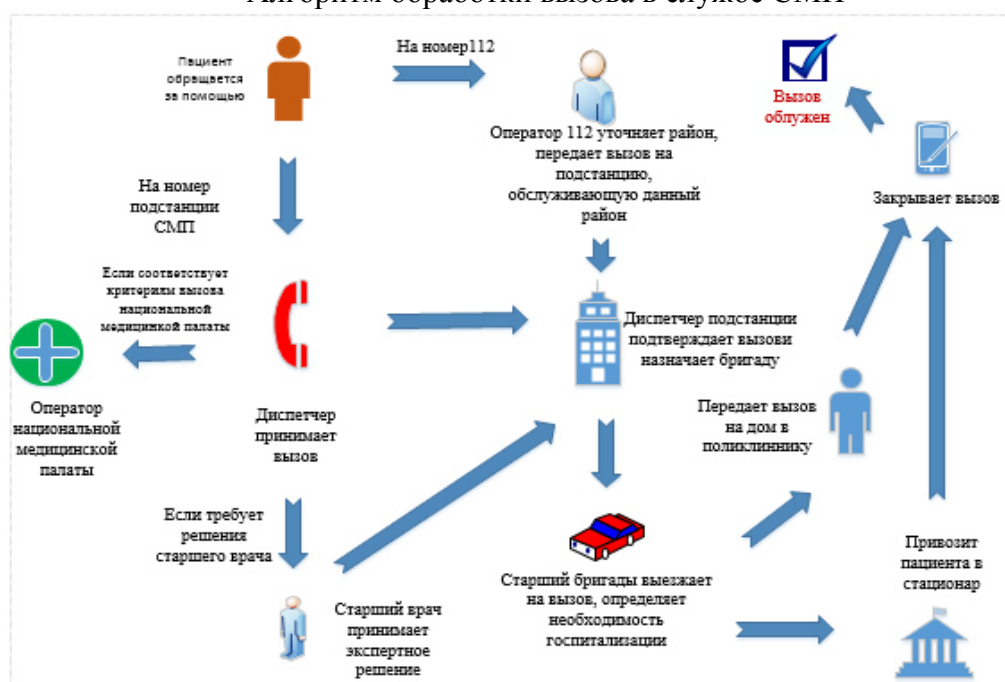 Алгоритм обработки вызова в службе СМП
Пациент
обращается
за помощью
На номер112
Вызов
облужен
Оператор 112 уточняет район,
передает вызов на
подстанцию,
обслуживающую данный
район
Закрывает вызов
На номер
подстанции
СМП
Если соответствует
критериям вызова
национальной
медицинкой палаты
Диспетчер подстанции
подтверждает вызови
назначает бригаду
Оператор
национальной
медицинской
палаты
Диспетчер
принимает
вызов
Передает вызов
на дом в
поликлиннику
Если требует
решения
старшего врача
Старший врач
принимает
экспертное
решение
Старший бригады выезжает
на вызов, определяет
необходимость
госпитализации
Привозит
пациента в
стационар